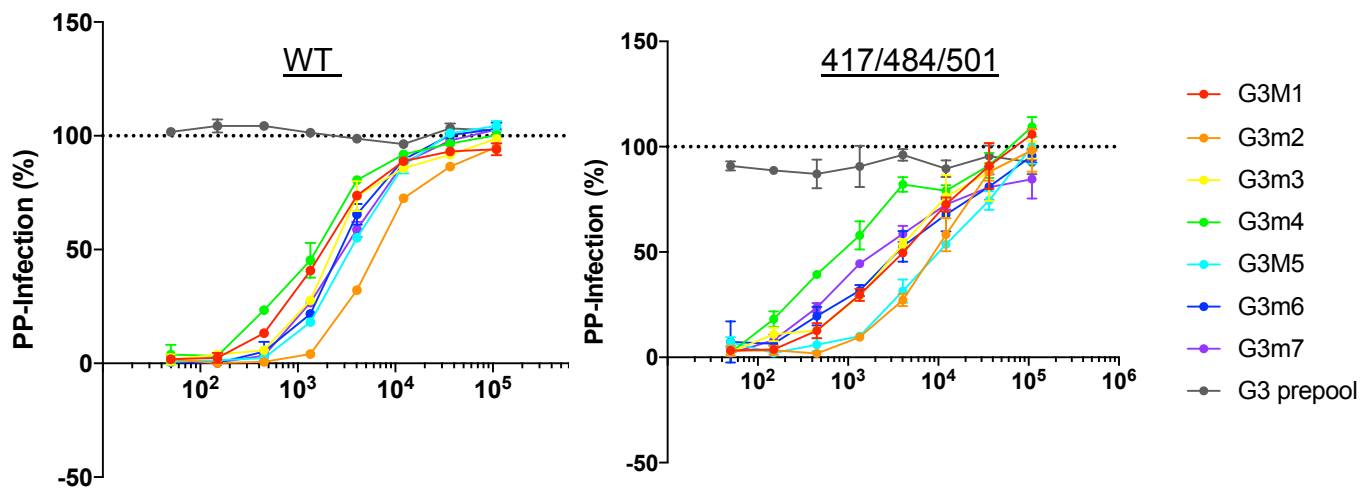 WT
PP-Infection (%)
150
100
50
0
-50
10² 10³ 10⁴ 10⁵
417/484/501
PP-Infection (%)
150
100
50
0
-50
10² 10³ 10⁴ 10⁵ 10⁶
G3M1
G3m2
G3m3
G3m4
G3M5
G3m6
G3m7
G3 prepool